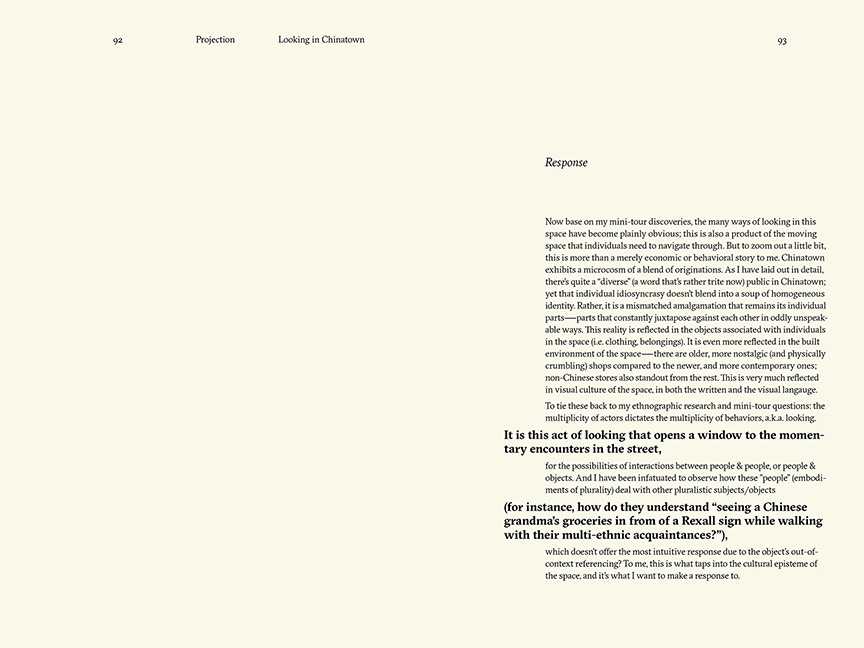 92 Projection Looking in Chinatown 93
Response
Now base on my mini-tour discoveries, the many ways of looking in this
space have become plainly obvious; this is also a product of the moving
space that individuals need to navigate through. But to zoom out a little bit,
this is more than a merely economic or behavioral story to me. Chinatown
exhibits a microcosm of a blend of originations. As I have laid out in detail,
there's quite a “diverse” (a word that's rather trite now) public in Chinatown;
yet that individual idiosyncrasy doesn't blend into a soup of homogeneous
identity. Rather, it is a mismatched amalgamation that remains its individual
parts—parts that constantly juxtapose against each other in oddly unspeak-
able ways. This reality is reflected in the objects associated with individuals
in the space (i.e. clothing, belongings). It is even more reflected in the built
environment of the space—there are older, more nostalgic (and physically
crumbling) shops compared to the newer, and more contemporary ones;
non-Chinese stores also standout from the rest. This is very much reflected
in visual culture of the space, in both the written and the visual langauge.
To tie these back to my ethnographic research and mini-tour questions: the
multiplicity of actors dictates the multiplicity of behaviors, a.k.a. looking.
It is this act of looking that opens a window to the momen-
tary encounters in the street,
for the possibilities of interactions between people & people, or people &
objects. And I have been infatuated to observe how these “people” (embodi-
ments of plurality) deal with other pluralistic subjects/objects
(for instance, how do they understand “seeing a Chinese
grandma's groceries in from of a Rexall sign while walking
with their multi-ethnic acquaintances?”),
which doesn't offer the most intuitive response due to the object's out-of-
context referencing? To me, this is what taps into the cultural episteme of
the space, and it's what I want to make a response to.